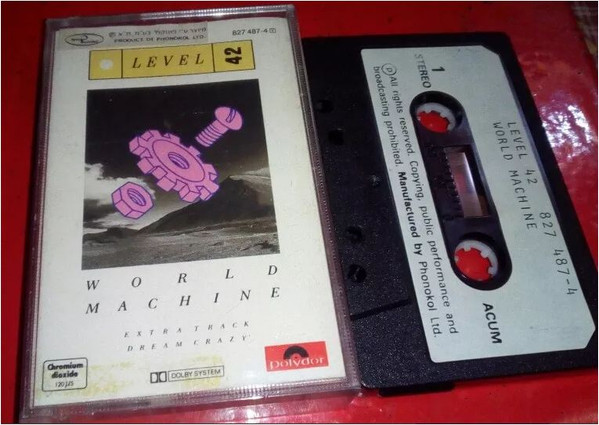 PRODUCT OF PHONOKOL LTD.
827 487-4
LEVEL 42
WORLD
MACHINE
EXTRA TRACK
DREAM CRAZY
Chromium
dioxide
120 µS
DOLBY SYSTEM
Polydor
1
STEREO
LEVEL 42 827 487-4
WORLD MACHINE
ACUM
Ⓟ All rights reserved. Copying, public performance and
broadcasting prohibited. Manufactured by Phonokol Ltd.